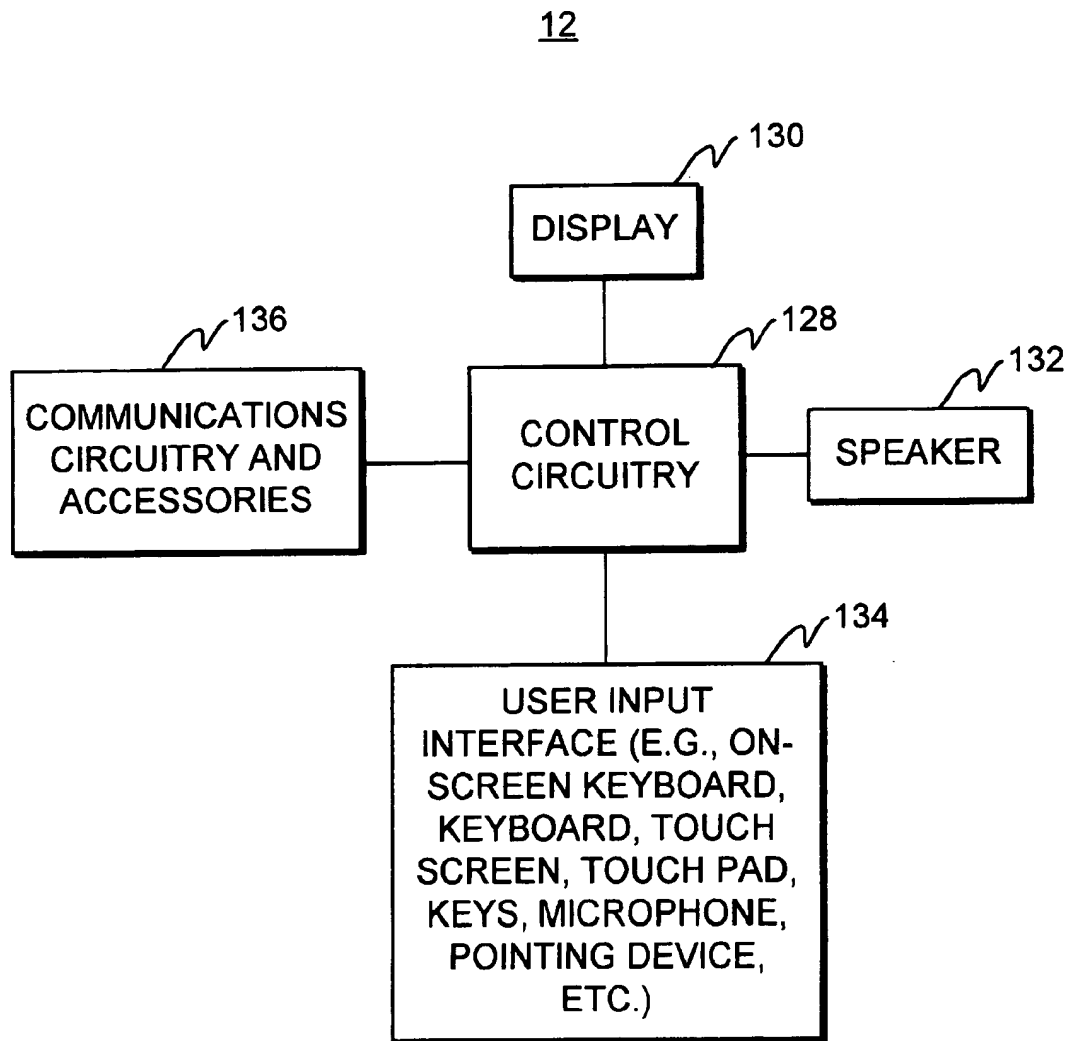 12
130
DISPLAY
136
128
132
COMMUNICATIONS
CIRCUITRY AND
ACCESSORIES
CONTROL
CIRCUITRY
SPEAKER
134
USER INPUT
INTERFACE (E.G., ON-
SCREEN KEYBOARD,
KEYBOARD, TOUCH
SCREEN, TOUCH PAD,
KEYS, MICROPHONE,
POINTING DEVICE,
ETC.)